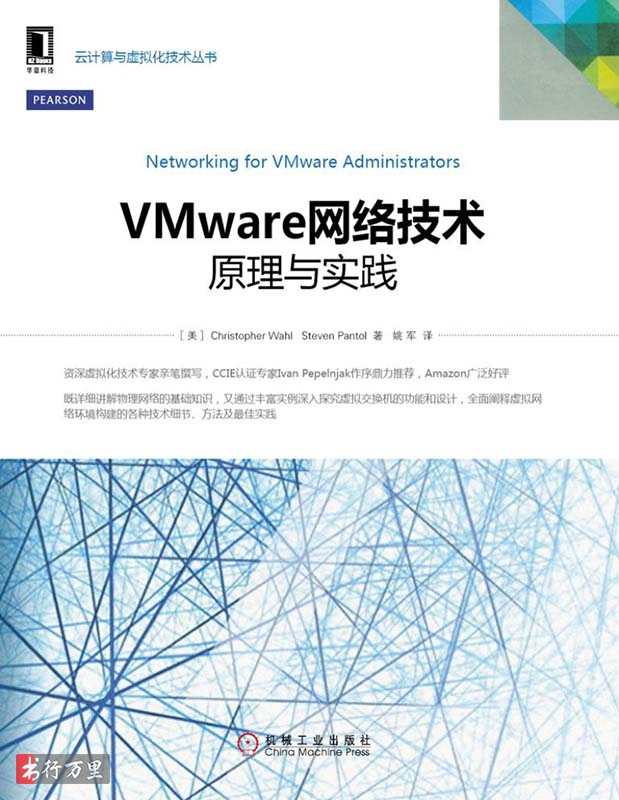 HZ Books
华章科技
云计算与虚拟化技术丛书
PEARSON
Networking for VMware Administrators
VMware网络技术
原理与实践
［美］Christopher Wahl Steven Pantol 著 姚 军 译
资深虚拟化技术专家亲笔撰写，CCIE认证专家Ivan Pepelnjak作序鼎力推荐，Amazon广泛好评
既详细讲解物理网络的基础知识，又通过丰富实例深入探究虚拟交换机的功能和设计，全面阐释虚拟网
络环境构建的各种技术细节、方法及最佳实践
机械工业出版社
China Machine Press
书行万里